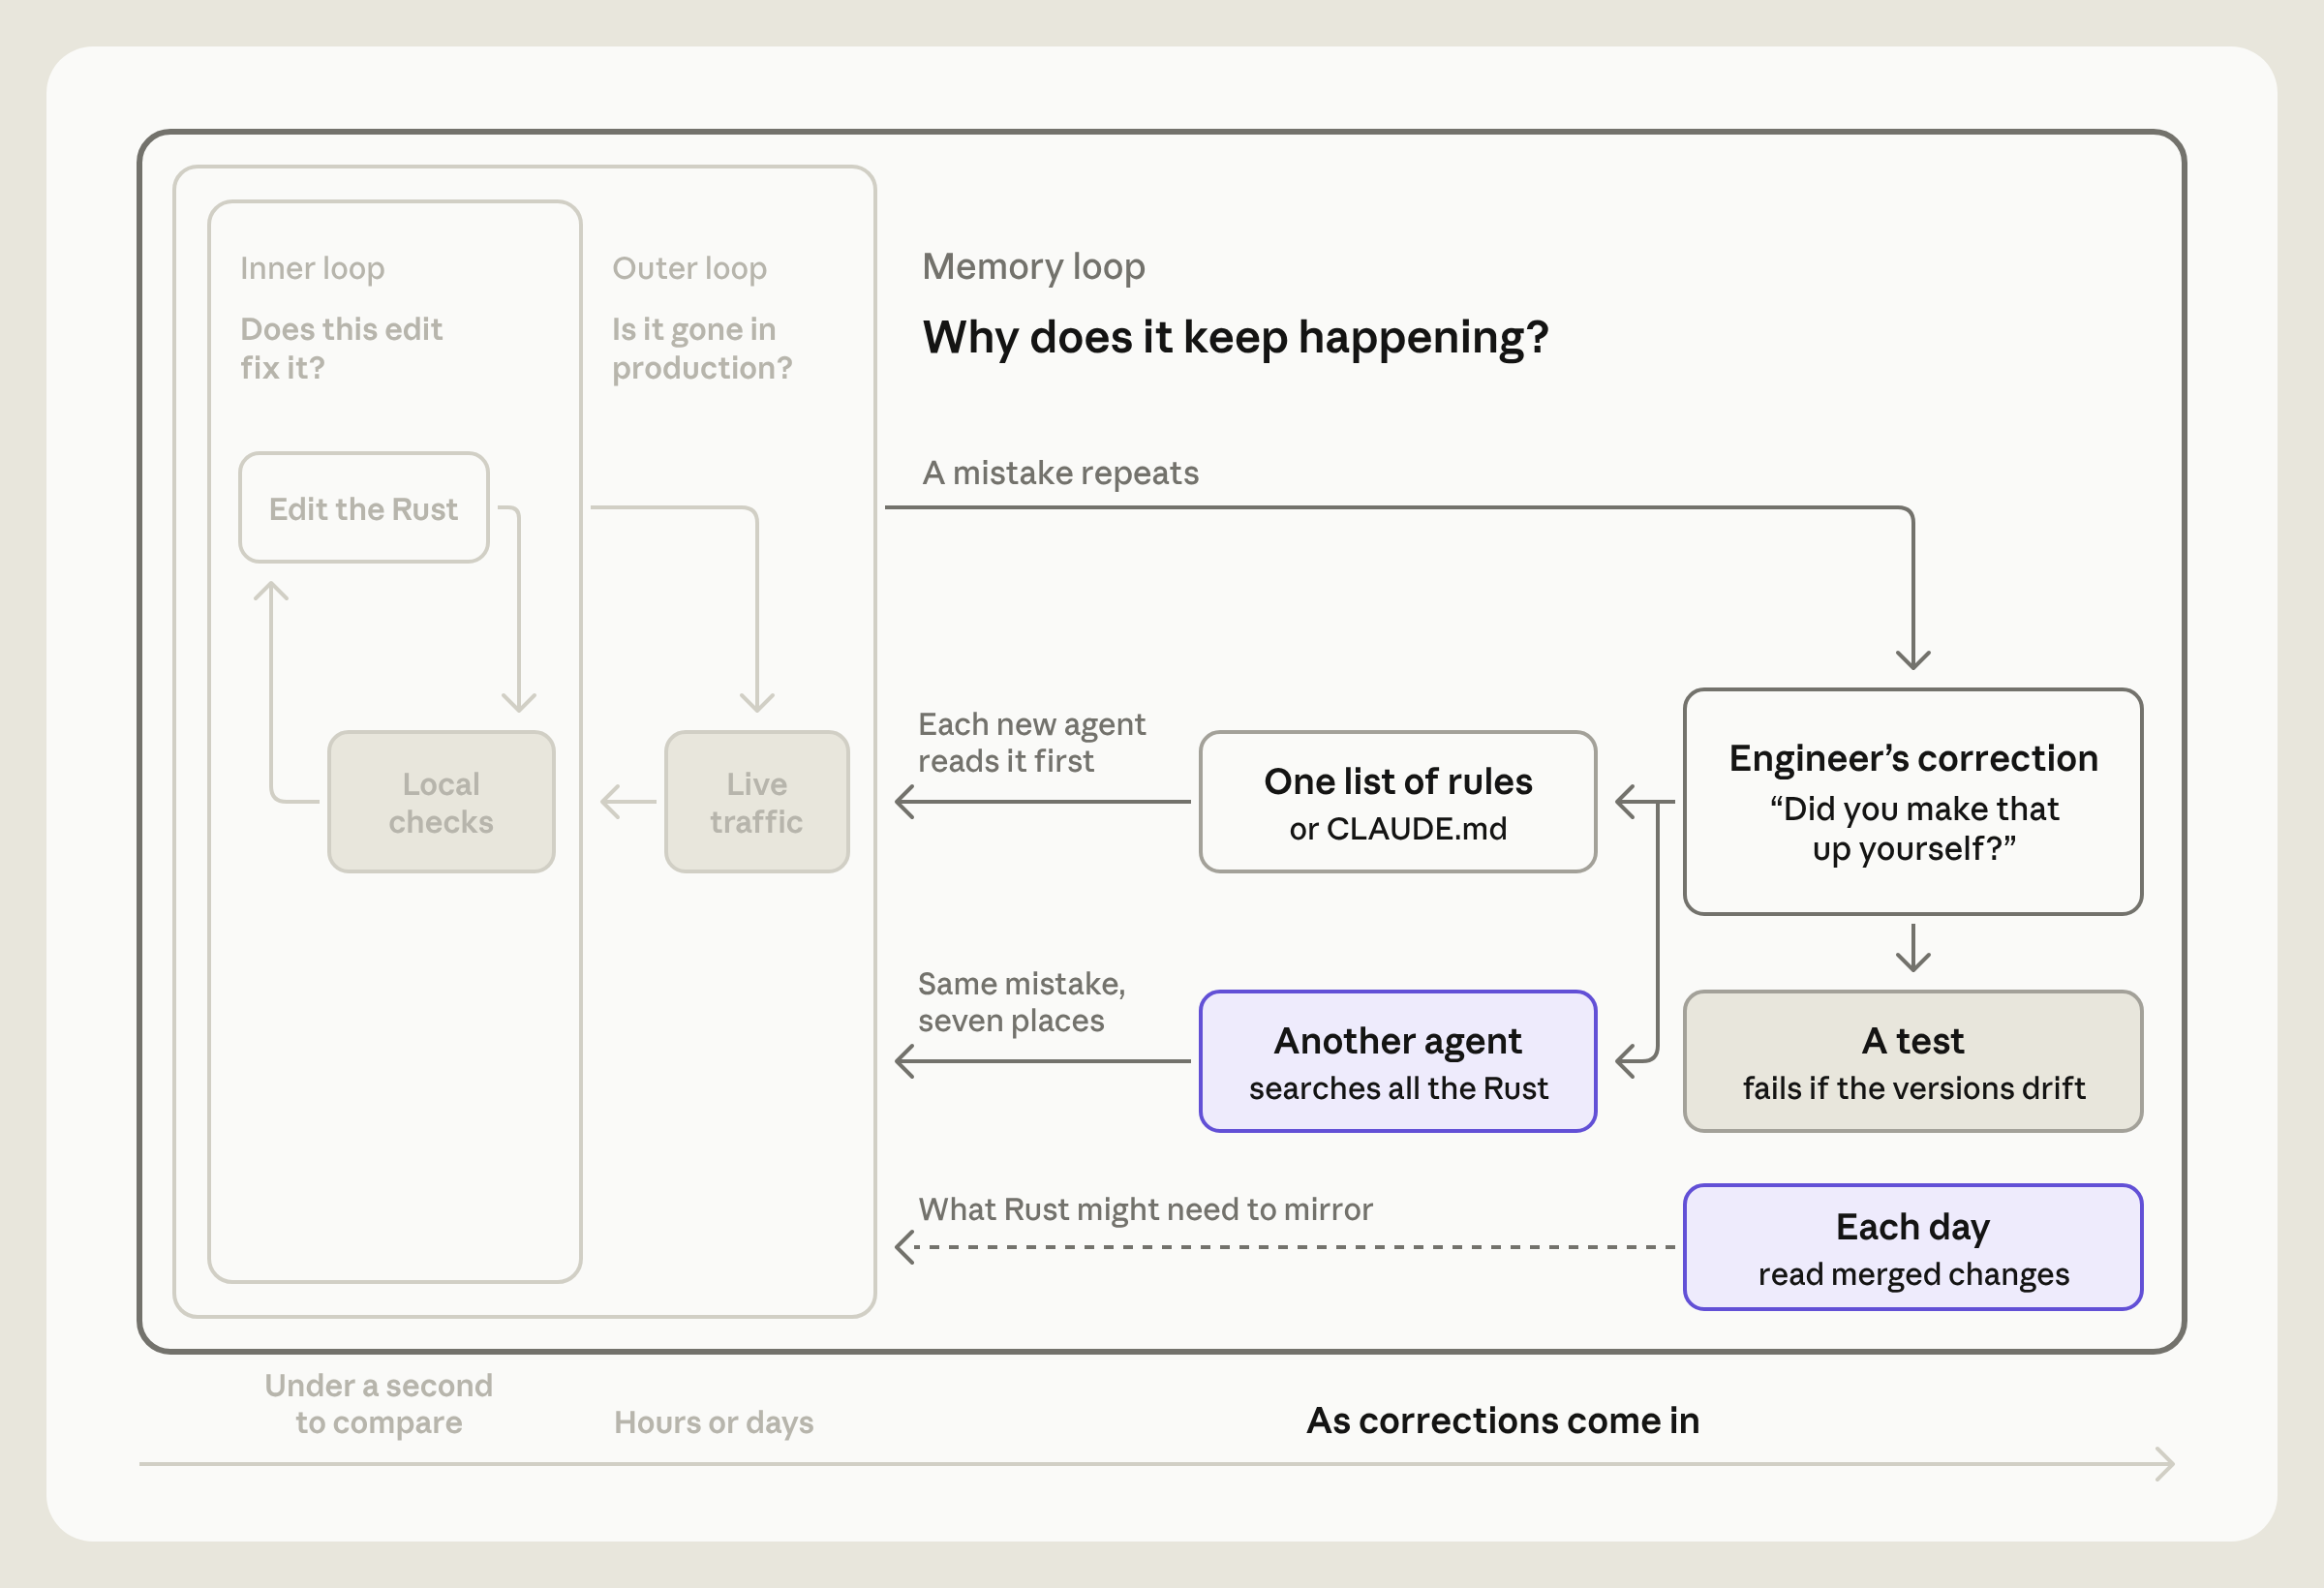 Inner loop
Does this edit
fix it?
Edit the Rust
Local
checks
Outer loop
Is it gone in
production?
Live
traffic
Memory loop
Why does it keep happening?
A mistake repeats
Engineer’s correction
“Did you make that
up yourself?”
Each new agent
reads it first
One list of rules
or CLAUDE.md
Same mistake,
seven places
Another agent
searches all the Rust
A test
fails if the versions drift
What Rust might need to mirror
Each day
read merged changes
Under a second
to compare
Hours or days
As corrections come in